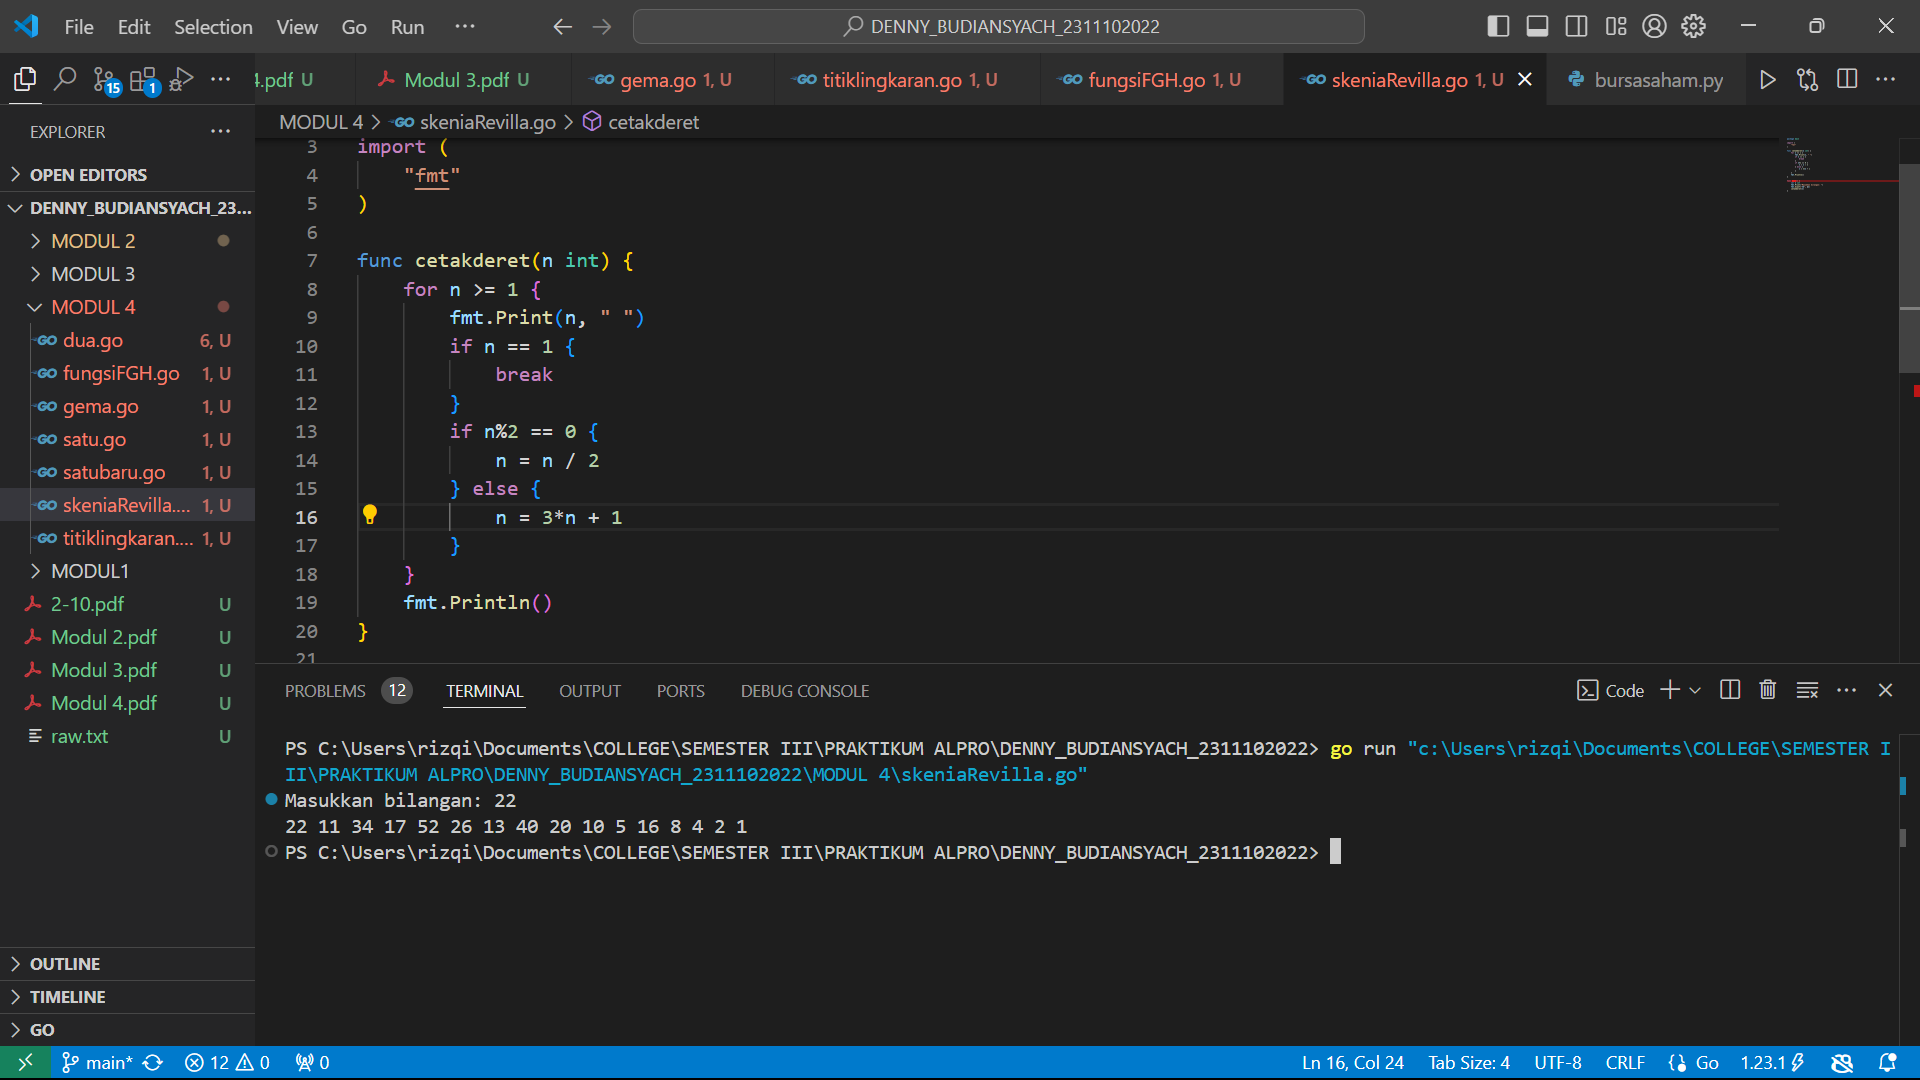 File Edit Selection View Go Run ···
DENNY_BUDIANSYACH_2311102022
15 1
4.pdf U
Modul 3.pdf U
gema.go 1, U
titiklingkaran.go 1, U
fungsiFGH.go 1, U
skeniaRevilla.go 1, U
bursasaham.py
EXPLORER
OPEN EDITORS
DENNY_BUDIANSYACH_23...
MODUL 2
MODUL 3
MODUL 4
dua.go 6, U
fungsiFGH.go 1, U
gema.go 1, U
satu.go 1, U
satubaru.go 1, U
skeniaRevilla.... 1, U
titiklingkaran.... 1, U
MODUL1
2-10.pdf U
Modul 2.pdf U
Modul 3.pdf U
Modul 4.pdf U
raw.txt U
OUTLINE
TIMELINE
GO
MODUL 4 > skeniaRevilla.go > cetakderet
3 import (
4 "fmt"
5 )
6
7 func cetakderet(n int) {
8 for n >= 1 {
9 fmt.Print(n, " ")
10 if n == 1 {
11 break
12 }
13 if n%2 == 0 {
14 n = n / 2
15 } else {
16 n = 3*n + 1
17 }
18 }
19 fmt.Println()
20 }
21
PROBLEMS 12 TERMINAL OUTPUT PORTS DEBUG CONSOLE
Code
PS C:\Users\rizqi\Documents\COLLEGE\SEMESTER III\PRAKTIKUM ALPRO\DENNY_BUDIANSYACH_2311102022> go run "c:\Users\rizqi\Documents\COLLEGE\SEMESTER I
II\PRAKTIKUM ALPRO\DENNY_BUDIANSYACH_2311102022\MODUL 4\skeniaRevilla.go"
Masukkan bilangan: 22
22 11 34 17 52 26 13 40 20 10 5 16 8 4 2 1
PS C:\Users\rizqi\Documents\COLLEGE\SEMESTER III\PRAKTIKUM ALPRO\DENNY_BUDIANSYACH_2311102022>
main* 12 0 0
Ln 16, Col 24 Tab Size: 4 UTF-8 CRLF Go 1.23.1